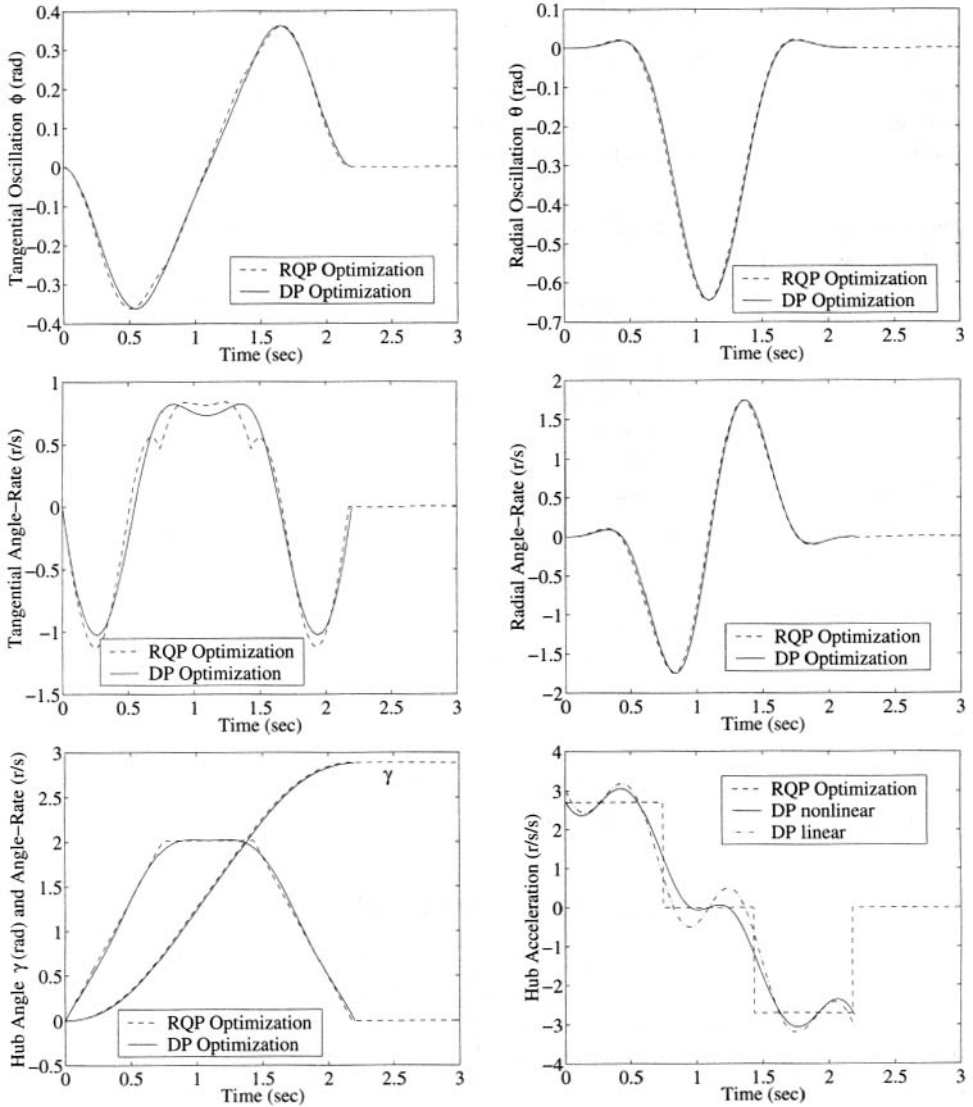 Tangential Oscillation ϕ (rad)
0.4
0.3
0.2
0.1
0
−0.1
−0.2
−0.3
−0.4
RQP Optimization
DP Optimization
0 0.5 1 1.5 2 2.5 3
Time (sec)
Radial Oscillation θ (rad)
0.1
0
−0.1
−0.2
−0.3
−0.4
−0.5
−0.6
−0.7
RQP Optimization
DP Optimization
0 0.5 1 1.5 2 2.5 3
Time (sec)
Tangential Angle−Rate (r/s)
1
0.5
0
−0.5
−1
−1.5
RQP Optimization
DP Optimization
0 0.5 1 1.5 2 2.5 3
Time (sec)
Radial Angle−Rate (r/s)
2
1.5
1
0.5
0
−0.5
−1
−1.5
−2
RQP Optimization
DP Optimization
0 0.5 1 1.5 2 2.5 3
Time (sec)
Hub Angle γ (rad) and Angle−Rate (r/s)
3
2.5
2
1.5
1
0.5
0
−0.5
γ
RQP Optimization
DP Optimization
0 0.5 1 1.5 2 2.5 3
Time (sec)
Hub Acceleration (r/s/s)
4
3
2
1
0
−1
−2
−3
−4
RQP Optimization
DP nonlinear
DP linear
0 0.5 1 1.5 2 2.5 3
Time (sec)